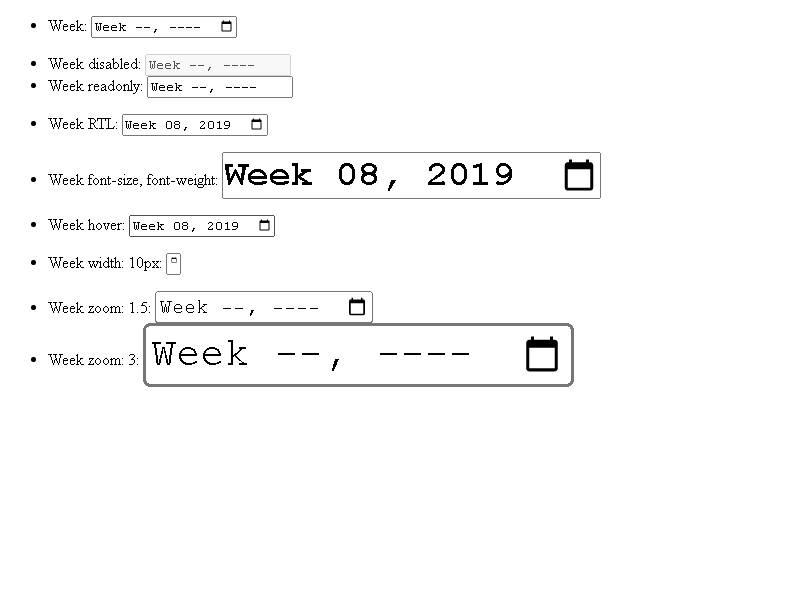 Week: Week --, ----
Week disabled: Week --, ----
Week readonly: Week --, ----
Week RTL: Week 08, 2019
Week font-size, font-weight: Week 08, 2019
Week hover: Week 08, 2019
Week width: 10px:
Week zoom: 1.5: Week --, ----
Week zoom: 3: Week --, ----